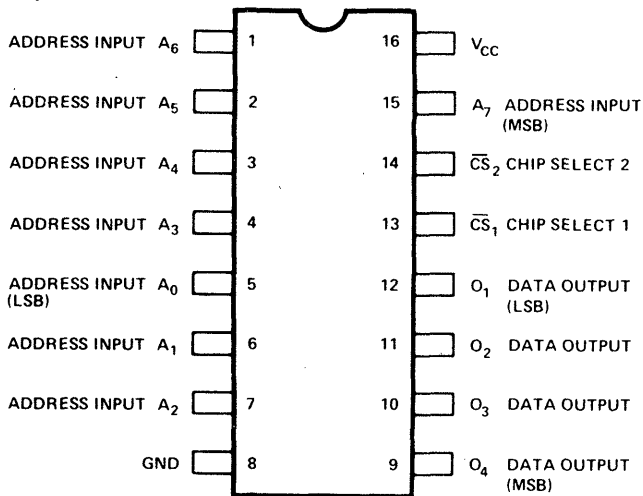 ADDRESS INPUT A6 1 16 VCC
ADDRESS INPUT A5 2 15 A7 ADDRESS INPUT
(MSB)
ADDRESS INPUT A4 3 14 C̅S̅2 CHIP SELECT 2
ADDRESS INPUT A3 4 13 C̅S̅1 CHIP SELECT 1
ADDRESS INPUT A0 5 12 O1 DATA OUTPUT
(LSB) (LSB)
ADDRESS INPUT A1 6 11 O2 DATA OUTPUT
ADDRESS INPUT A2 7 10 O3 DATA OUTPUT
GND 8 9 O4 DATA OUTPUT
(MSB)